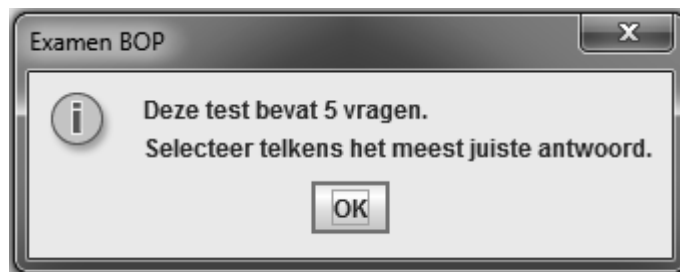 Examen BOP
Deze test bevat 5 vragen.
Selecteer telkens het meest juiste antwoord.
OK